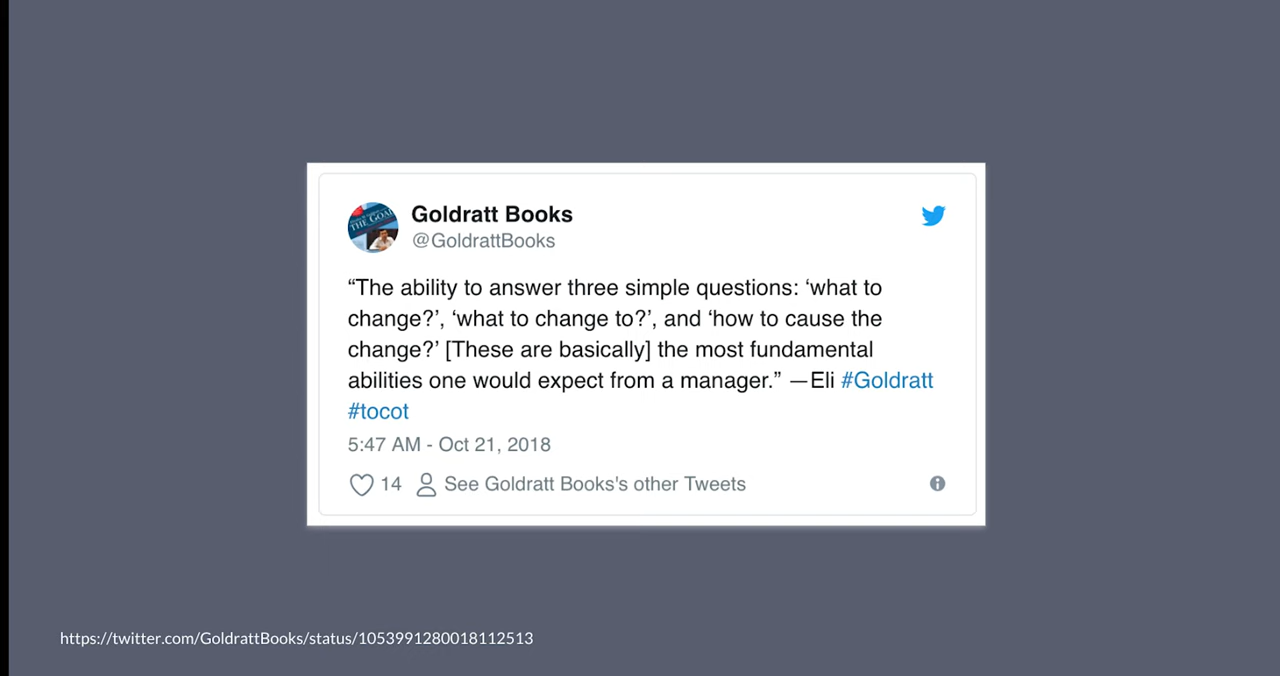 THE GOAL
Goldratt Books
@GoldrattBooks
“The ability to answer three simple questions: ‘what to
change?’, ‘what to change to?’, and ‘how to cause the
change?’ [These are basically] the most fundamental
abilities one would expect from a manager.” —Eli #Goldratt
#tocot
5:47 AM - Oct 21, 2018
14 See Goldratt Books's other Tweets
https://twitter.com/GoldrattBooks/status/1053991280018112513